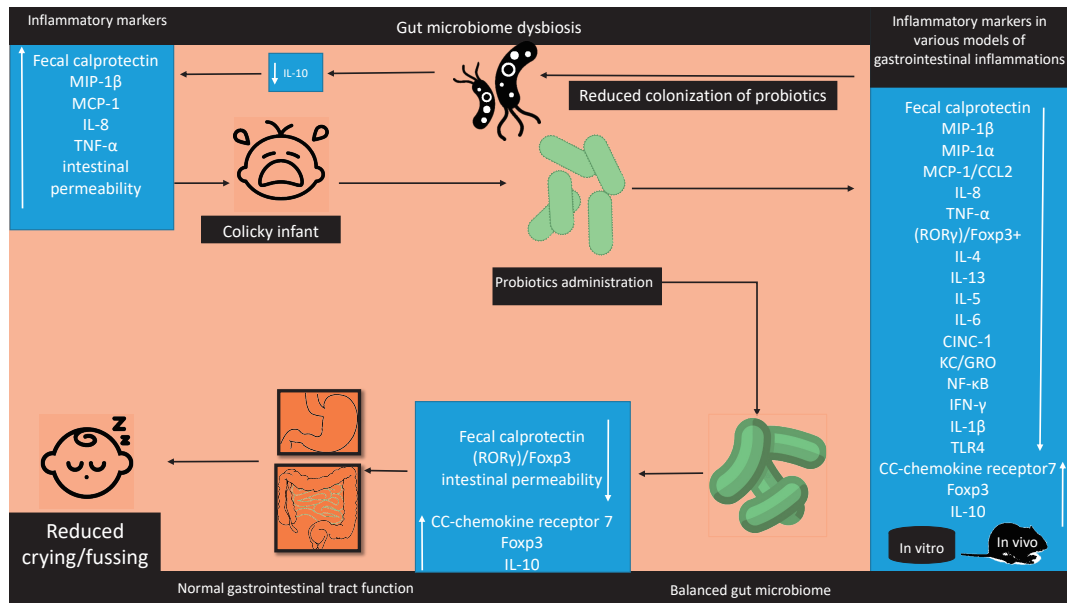 Inflammatory markers
Gut microbiome dysbiosis
Inflammatory markers in
various models of
gastrointestinal inflammations
Fecal calprotectin
MIP-1β
MCP-1
IL-8
TNF-α
intestinal
permeability
IL-10
Reduced colonization of probiotics
Colicky infant
Probiotics administration
Fecal calprotectin
MIP-1β
MIP-1α
MCP-1/CCL2
IL-8
TNF-α
(RORγ)/Foxp3+
IL-4
IL-13
IL-5
IL-6
CINC-1
KC/GRO
NF-κB
IFN-γ
IL-1β
TLR4
CC-chemokine receptor7
Foxp3
IL-10
In vitro
In vivo
Fecal calprotectin
(RORγ)/Foxp3
intestinal permeability
CC-chemokine receptor 7
Foxp3
IL-10
z z
z
Reduced
crying/fussing
Normal gastrointestinal tract function
Balanced gut microbiome